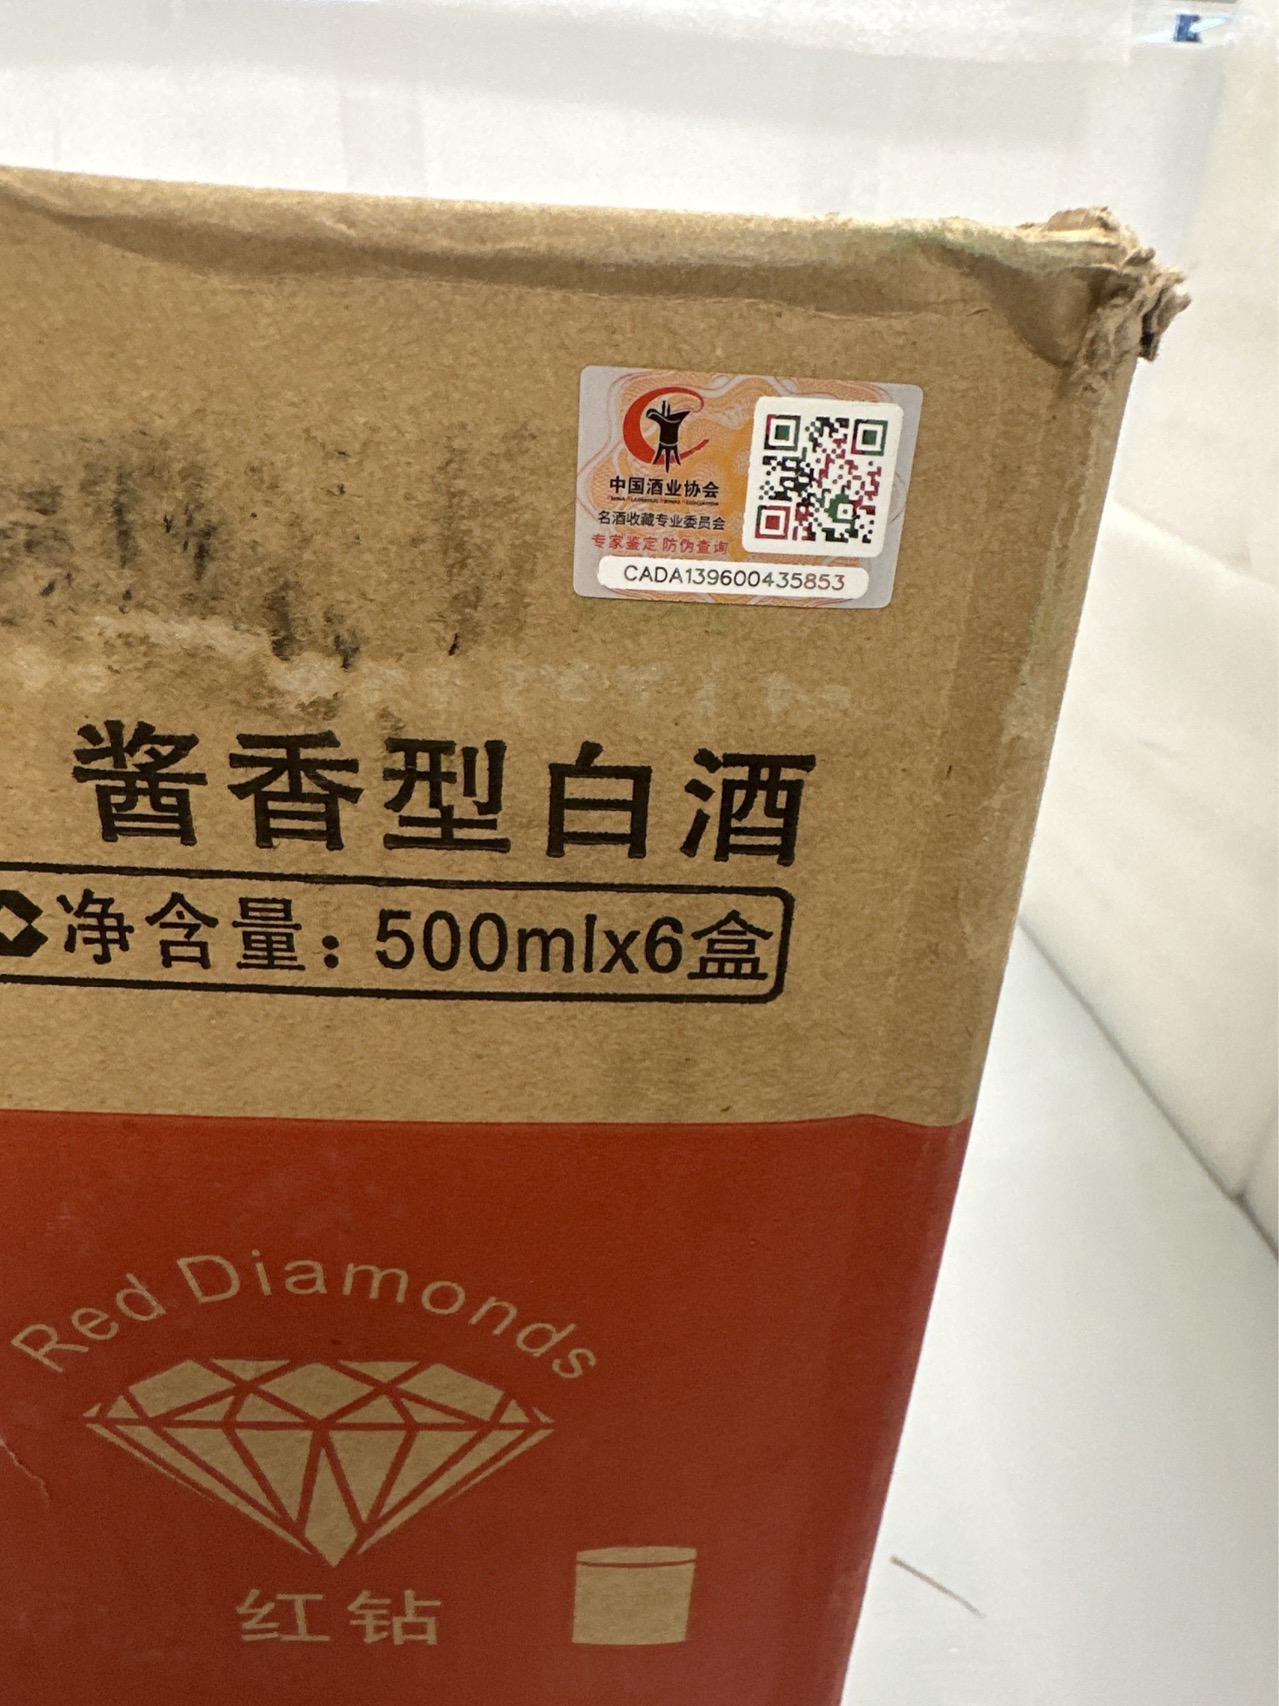 中国酒业协会
名酒收藏专业委员会
专家鉴定 防伪查询
CADA139600435853
酱香型白酒
净含量：500mlx6盒
Red Diamonds
红钻